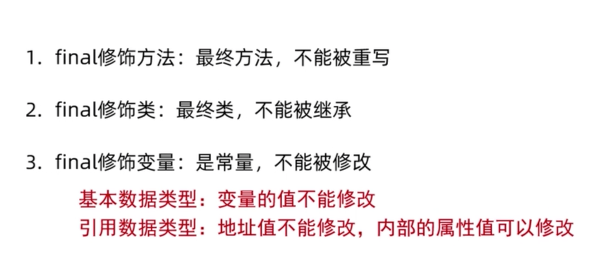 1. final修饰方法：最终方法，不能被重写
2. final修饰类：最终类，不能被继承
3. final修饰变量：是常量，不能被修改
基本数据类型：变量的值不能修改
引用数据类型：地址值不能修改，内部的属性值可以修改